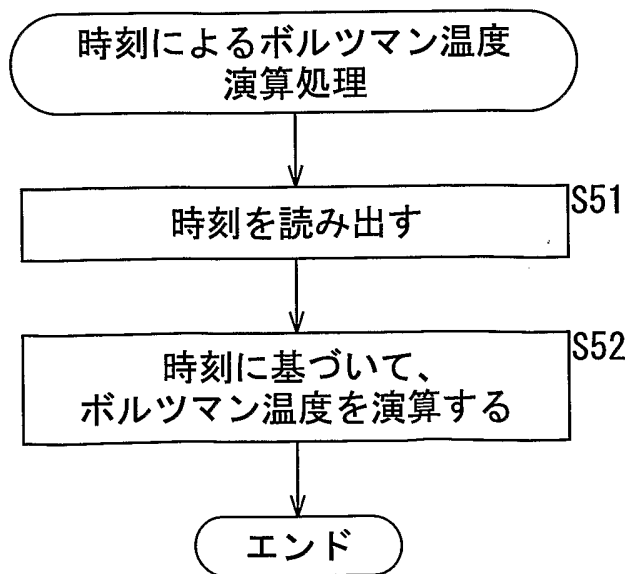 時刻によるボルツマン温度
演算処理
時刻を読み出す
S51
時刻に基づいて、
ボルツマン温度を演算する
S52
エンド